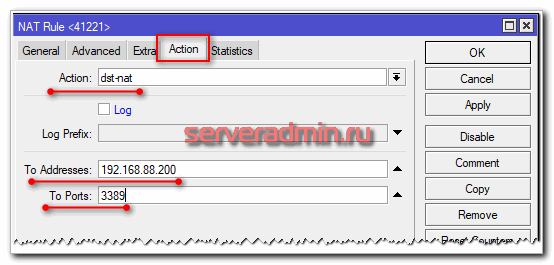 NAT Rule <41221>
General
Advanced
Extra
Action
Statistics
OK
Cancel
Apply
Disable
Comment
Copy
Remove
Action: dst-nat
Log
Log Prefix:
serveradmin.ru
To Addresses: 192.168.88.200
To Ports: 3389